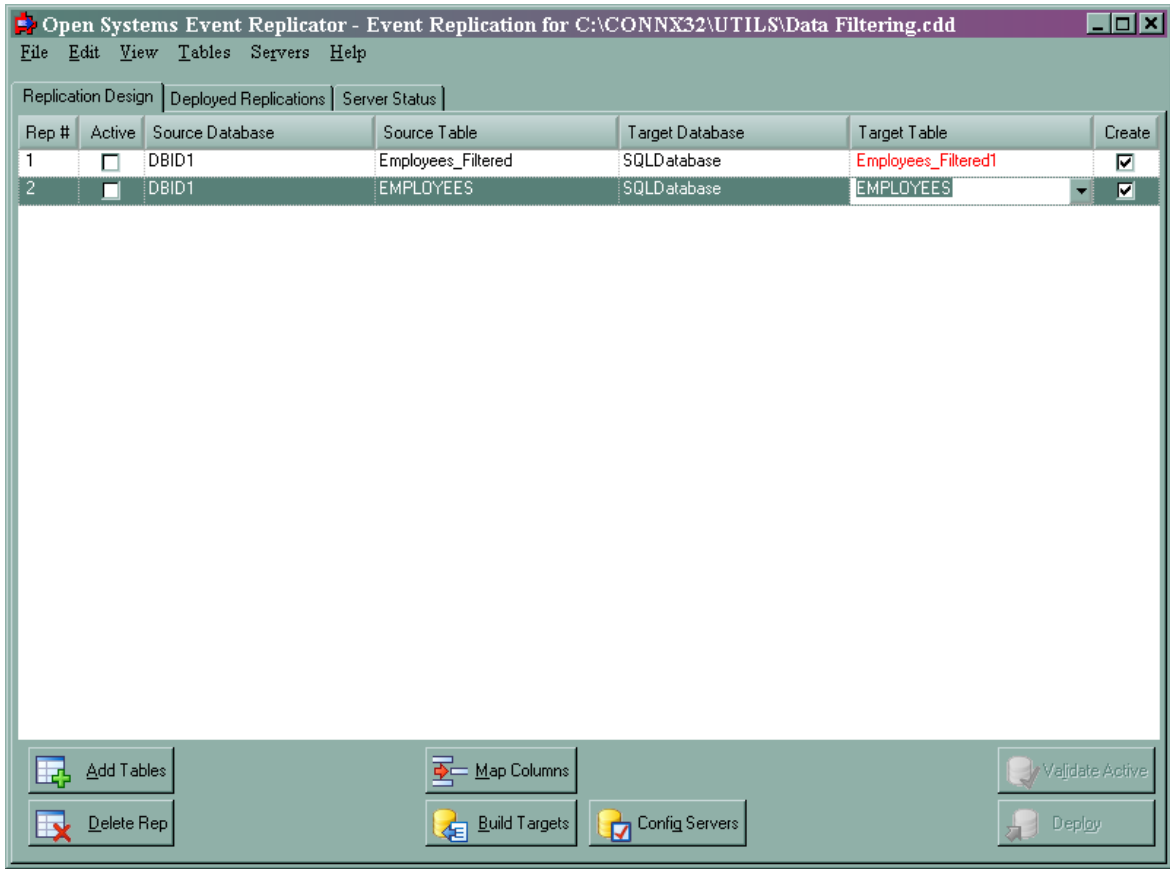 Open Systems Event Replicator - Event Replication for C:\CONNX32\UTILS\Data Filtering.cdd
File Edit View Tables Servers Help
Replication Design Deployed Replications Server Status
Rep # Active Source Database Source Table Target Database Target Table Create
1 DBID1 Employees_Filtered SQLDatabase Employees_Filtered1
2 DBID1 EMPLOYEES SQLDatabase EMPLOYEES
Add Tables Map Columns Validate Active
Delete Rep Build Targets Config Servers Deploy